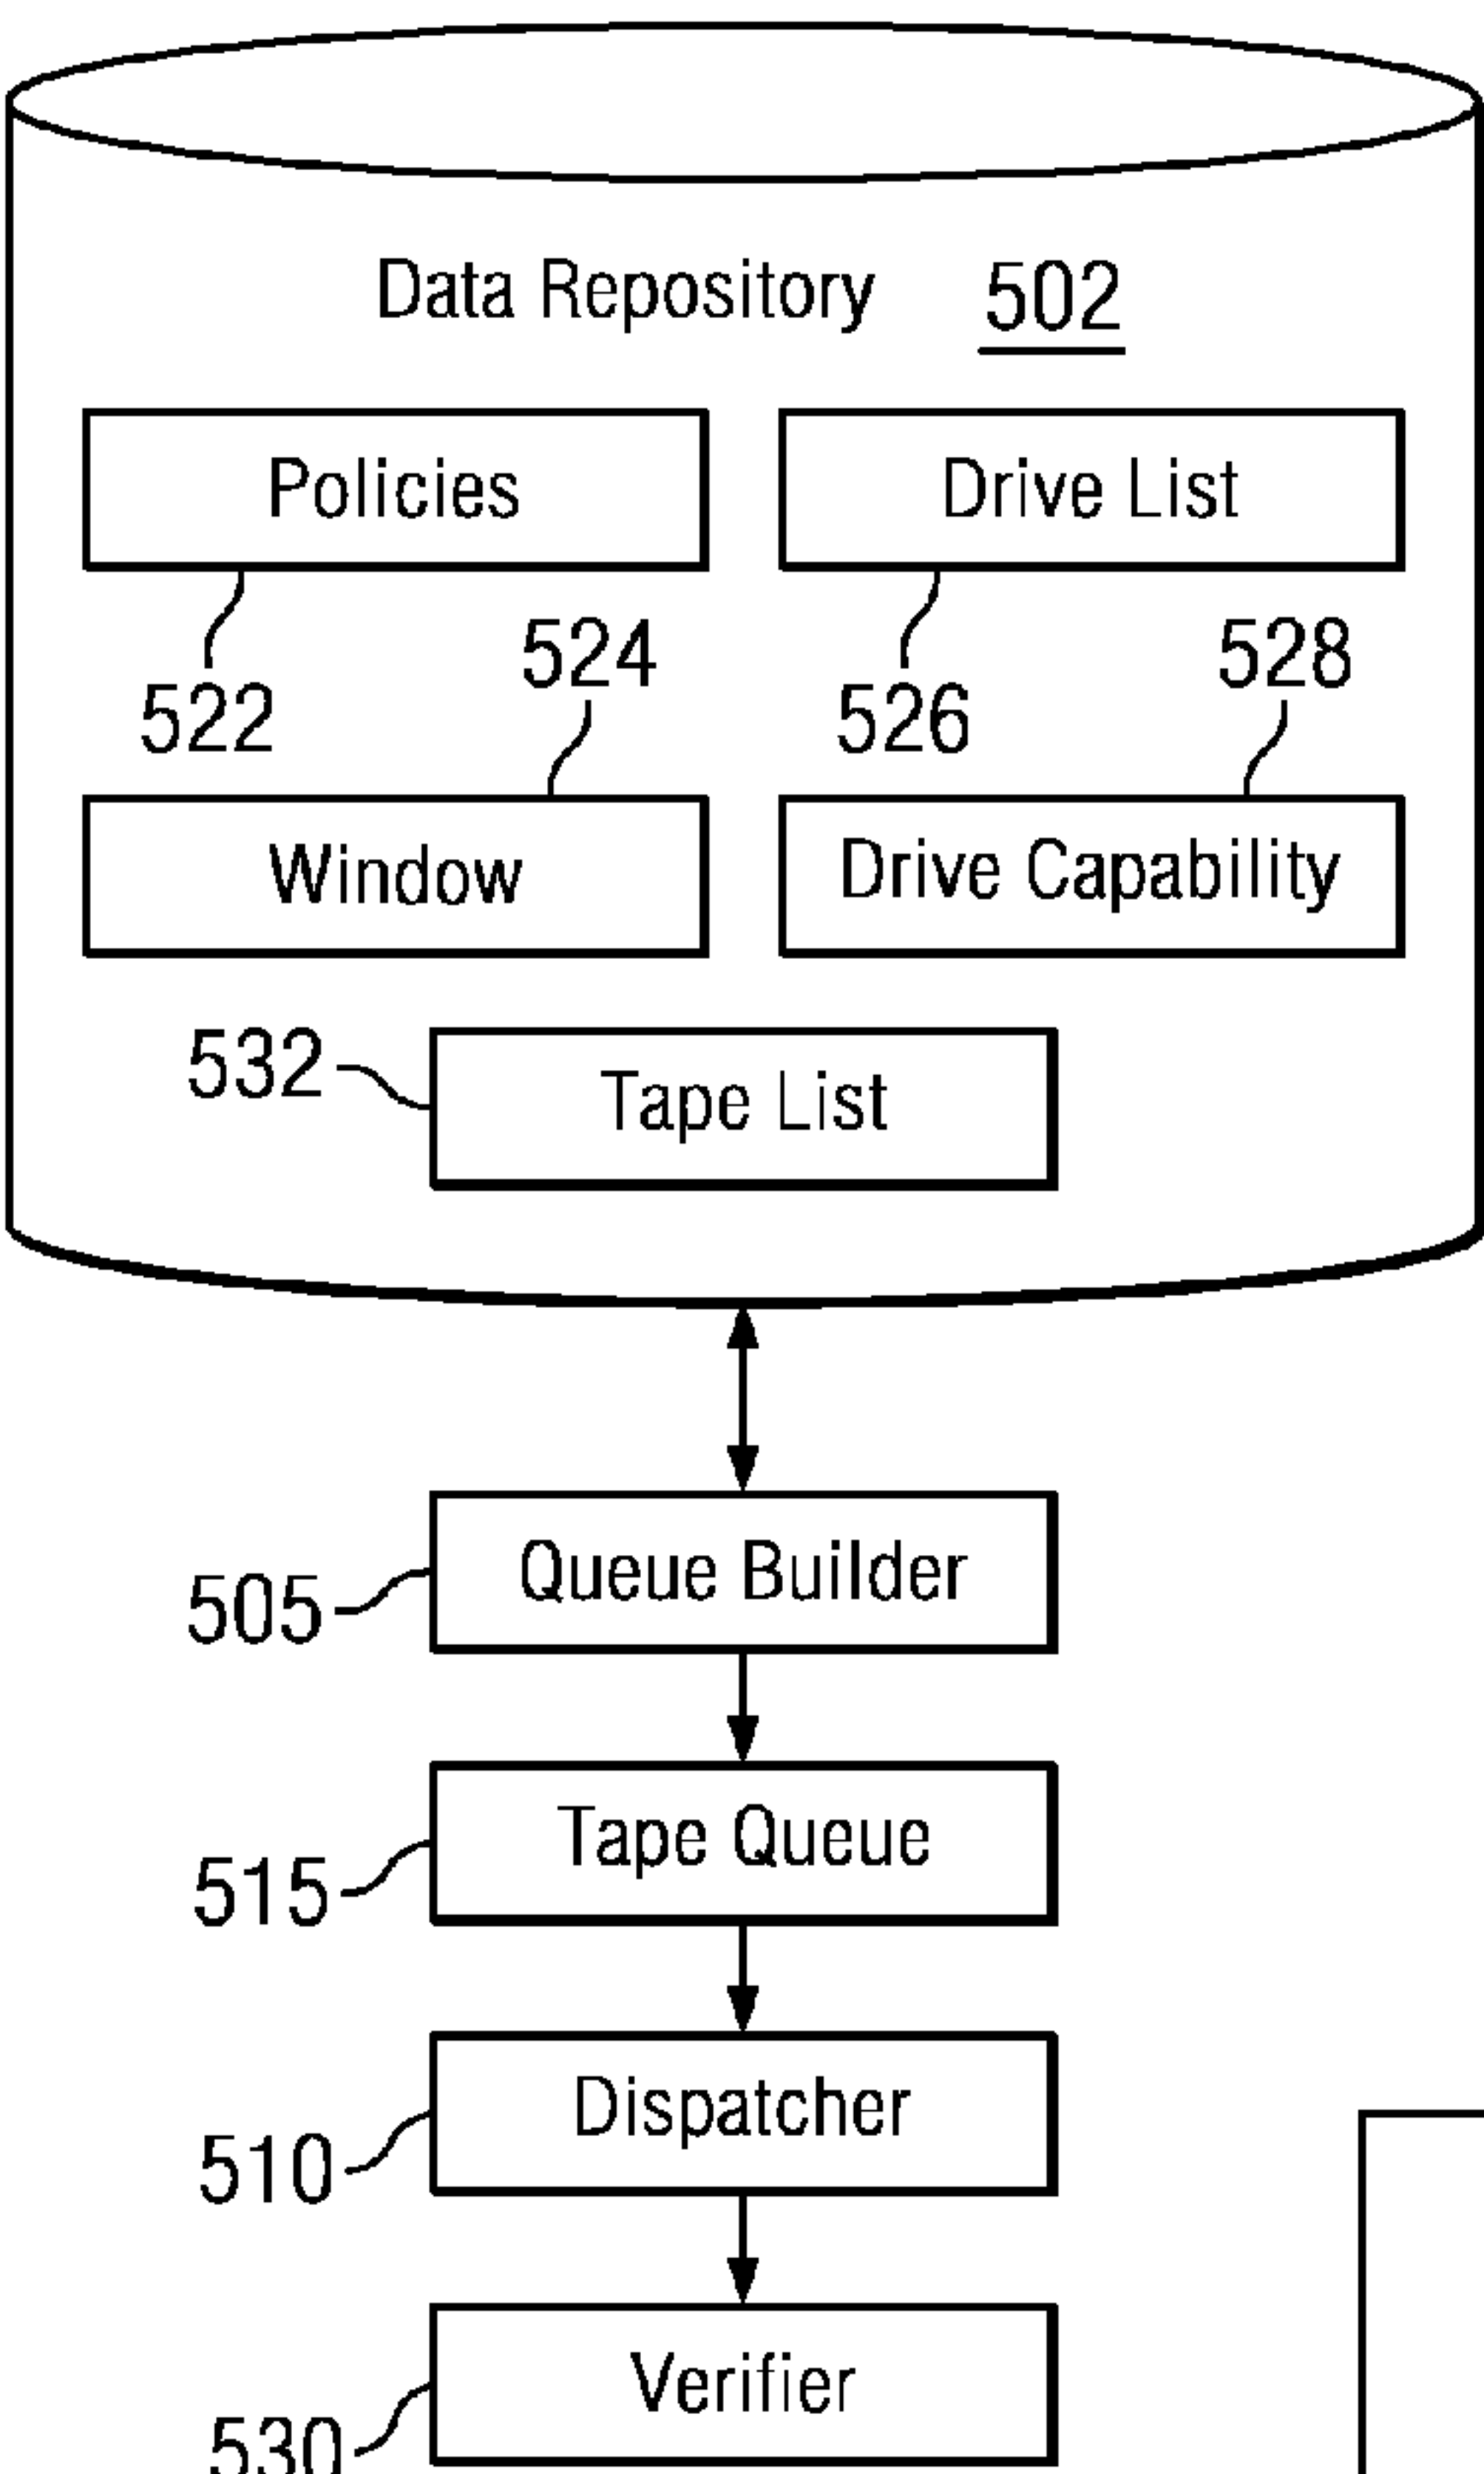 Data Repository 502
Policies
Drive List
522
524
526
528
Window
Drive Capability
532
Tape List
Queue Builder
505
Tape Queue
515
Dispatcher
510
Verifier
530